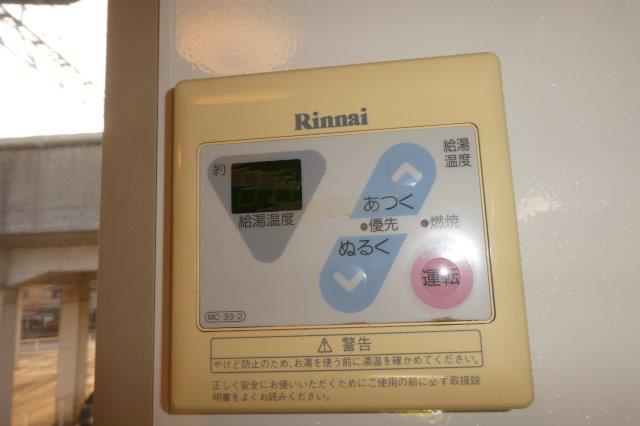 Rinnai
約
給湯温度
給湯
温度
あつく
優先
燃焼
ぬるく
運転
MC-33-2
警告
やけど防止のため、お湯を使う前に湯温を確かめてください。
正しく安全にお使いいただくためにご使用の前に必ず取扱説
明書をよくお読みください。